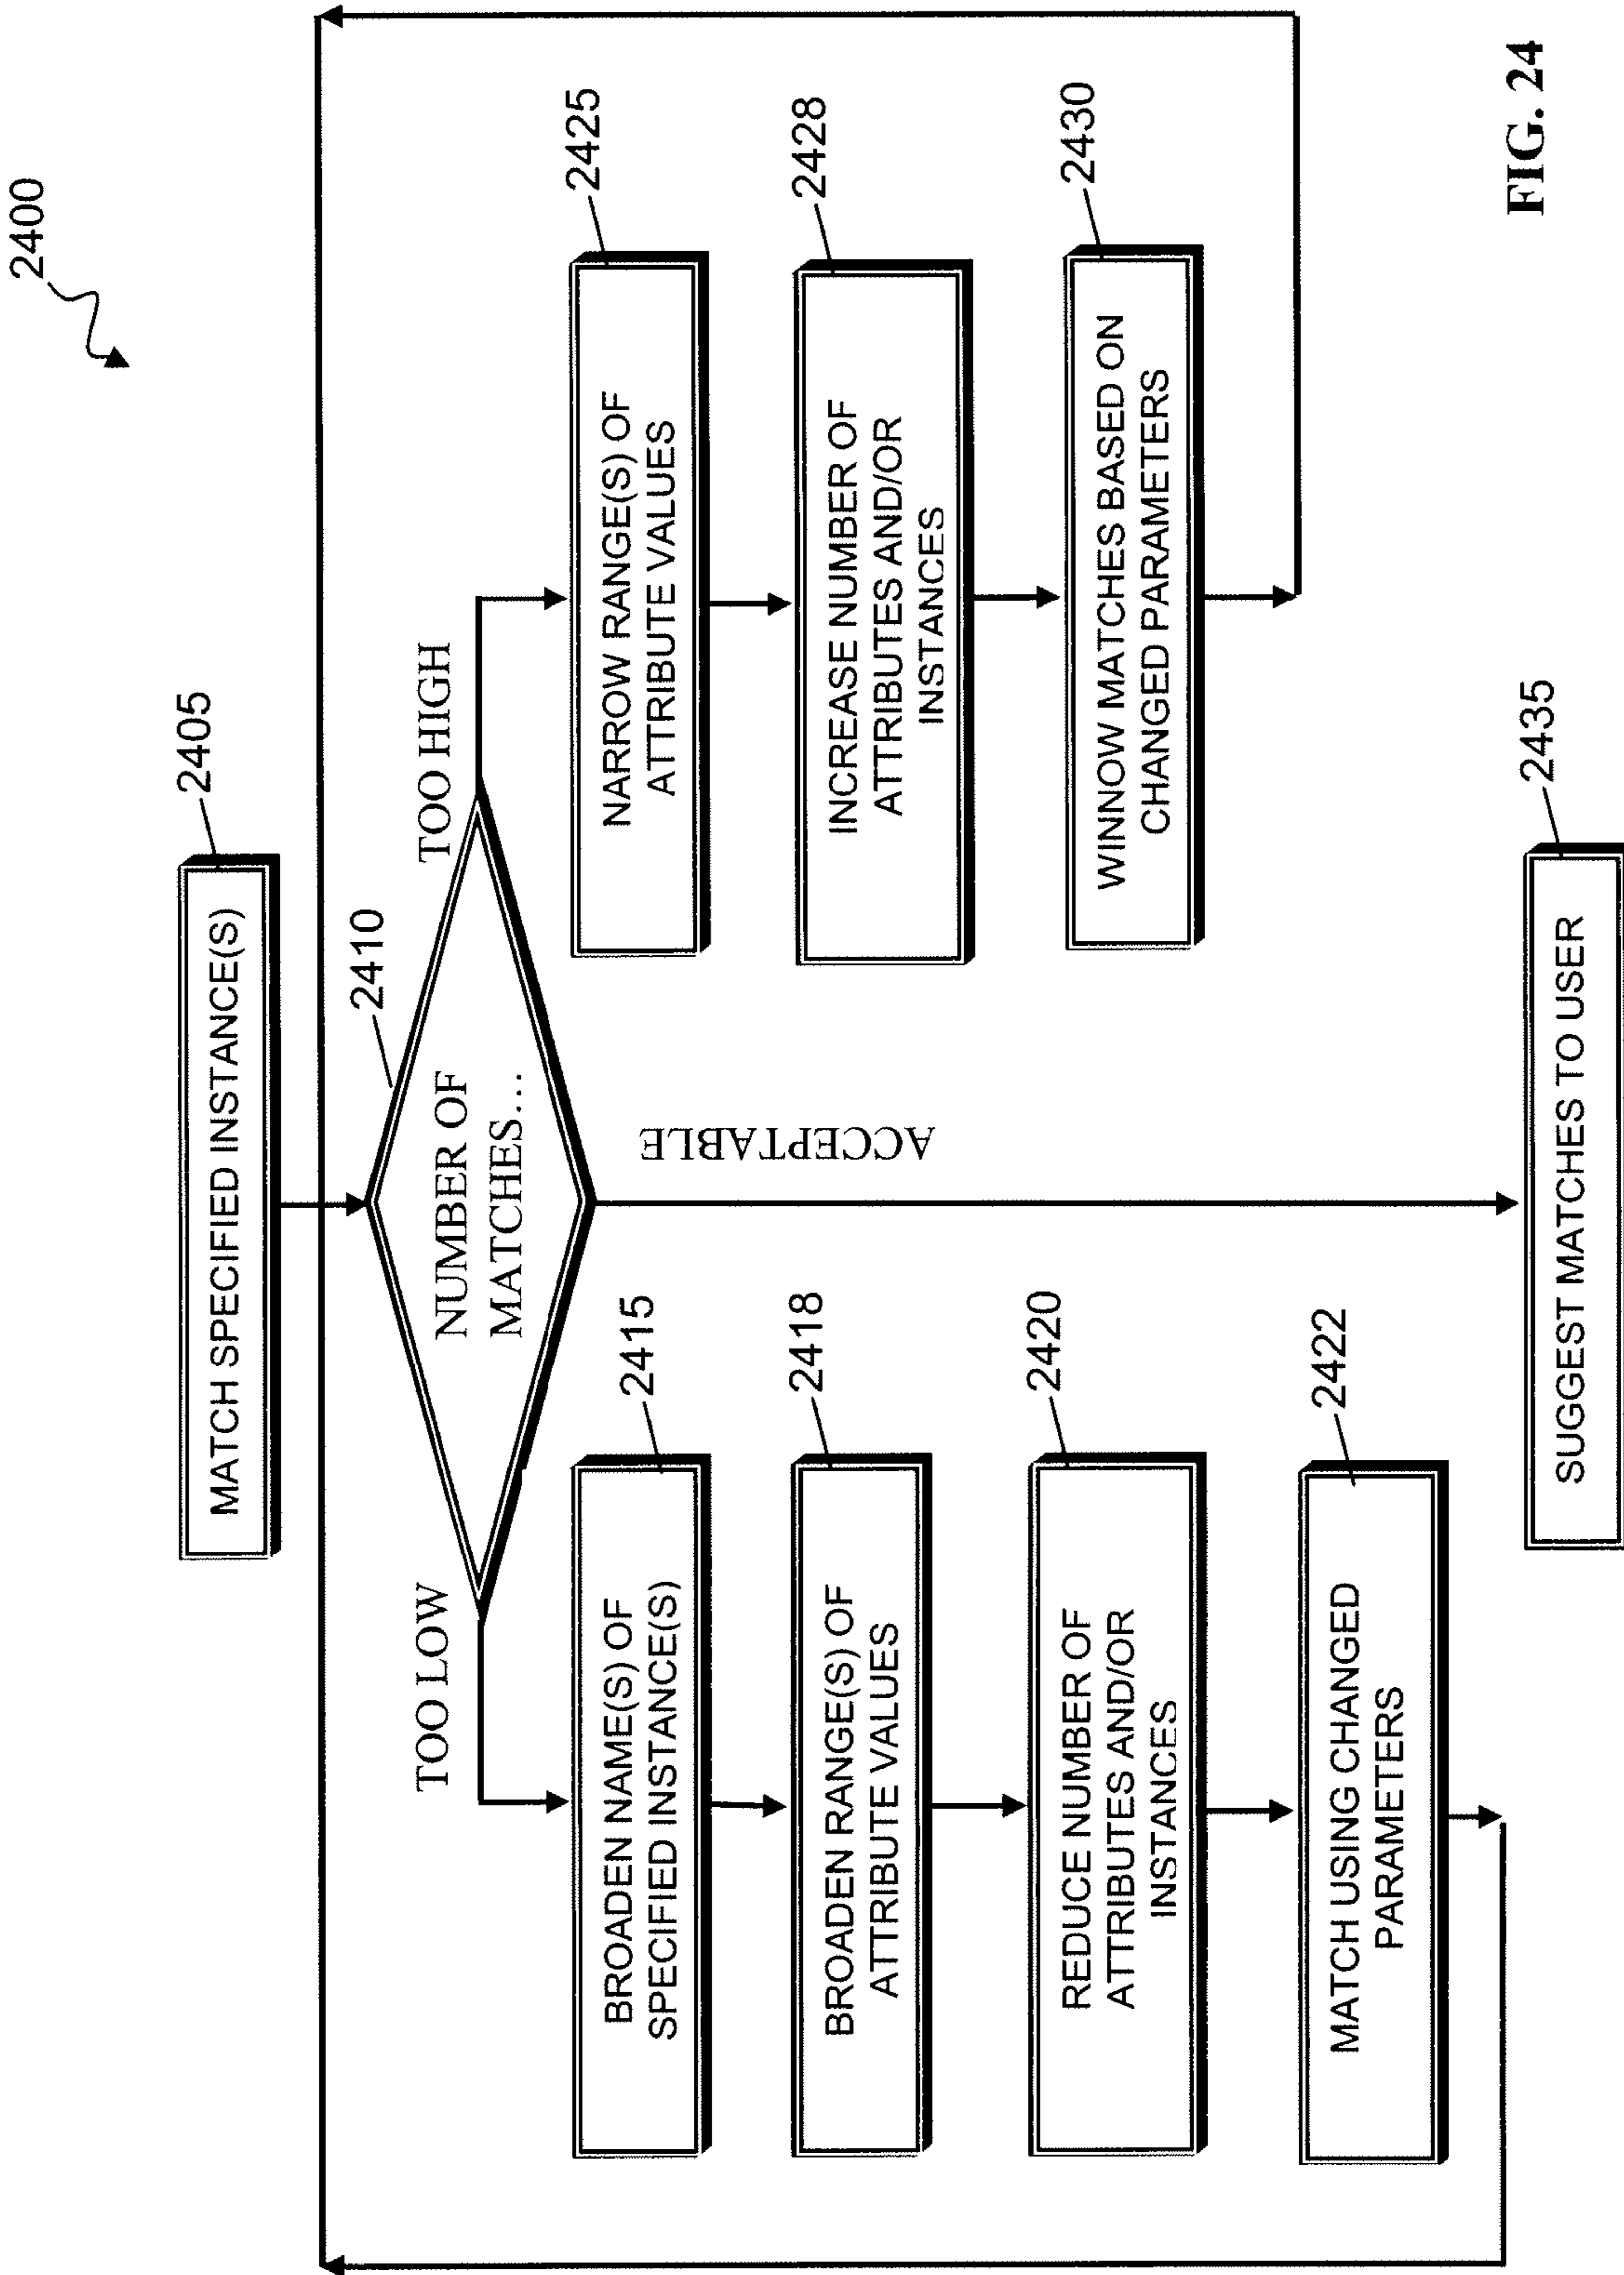 2400
MATCH SPECIFIED INSTANCE(S)
2405
2410
NUMBER OF
MATCHES...
TOO LOW
TOO HIGH
ACCEPTABLE
BROADEN NAME(S) OF
SPECIFIED INSTANCE(S)
2415
BROADEN RANGE(S) OF
ATTRIBUTE VALUES
2418
REDUCE NUMBER OF
ATTRIBUTES AND/OR
INSTANCES
2420
MATCH USING CHANGED
PARAMETERS
2422
NARROW RANGE(S) OF
ATTRIBUTE VALUES
2425
INCREASE NUMBER OF
ATTRIBUTES AND/OR
INSTANCES
2428
WINNOW MATCHES BASED ON
CHANGED PARAMETERS
2430
SUGGEST MATCHES TO USER
2435
FIG. 24